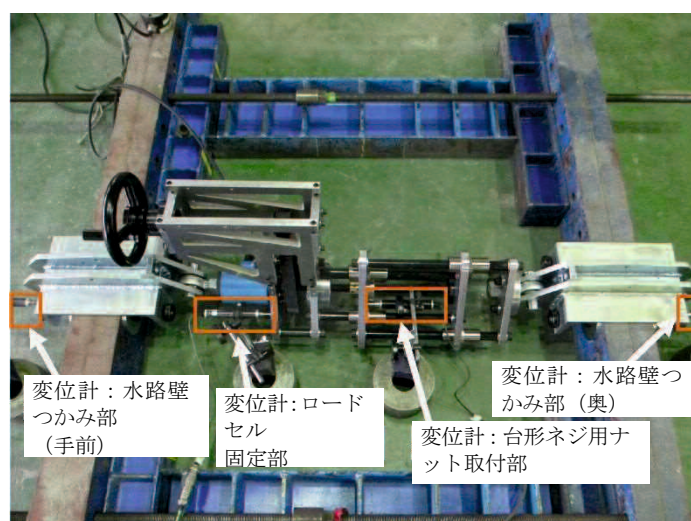 変位計：水路壁
つかみ部
（手前）
変位計：ロード
セル
固定部
変位計：台形ネジ用ナ
ット取付部
変位計：水路壁つ
かみ部（奥）